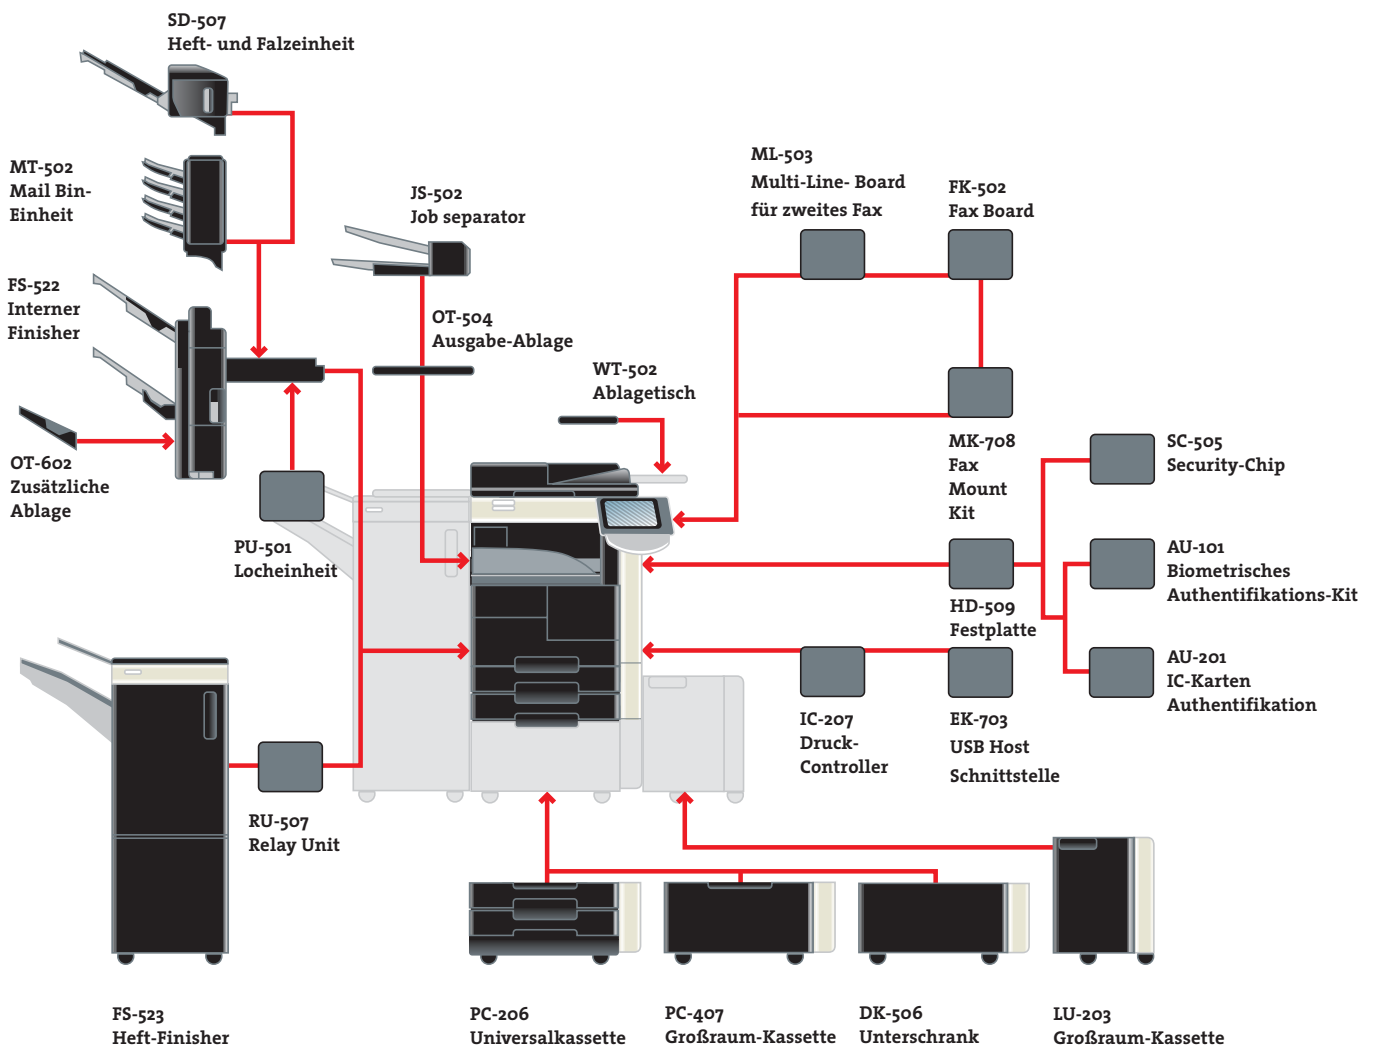 SD-507
Heft- und Falzeinheit
MT-502
Mail Bin-
Einheit
JS-502
Job separator
ML-503
Multi-Line- Board
für zweites Fax
FK-502
Fax Board
FS-522
Interner
Finisher
OT-504
Ausgabe-Ablage
WT-502
Ablagetisch
OT-602
Zusätzliche
Ablage
MK-708
Fax
Mount
Kit
SC-505
Security-Chip
PU-501
Locheinheit
AU-101
Biometrisches
Authentifikations-Kit
HD-509
Festplatte
AU-201
IC-Karten
Authentifikation
IC-207
Druck-
Controller
EK-703
USB Host
Schnittstelle
RU-507
Relay Unit
FS-523
Heft-Finisher
PC-206
Universalkassette
PC-407
Großraum-Kassette
DK-506
Unterschrank
LU-203
Großraum-Kassette